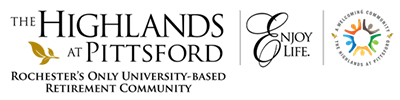 THE HIGHLANDS
AT PITTSFORD
ROCHESTER'S ONLY UNIVERSITY-BASED
RETIREMENT COMMUNITY
ENJOY
LIFE.
A WELCOMING COMMUNITY
THE HIGHLANDS AT PITTSFORD